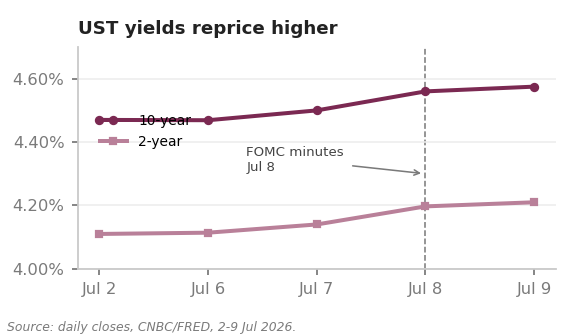 UST yields reprice higher
4.60%
4.40%
4.20%
4.00%
10-year
2-year
FOMC minutes
Jul 8
Jul 2
Jul 6
Jul 7
Jul 8
Jul 9
Source: daily closes, CNBC/FRED, 2-9 Jul 2026.